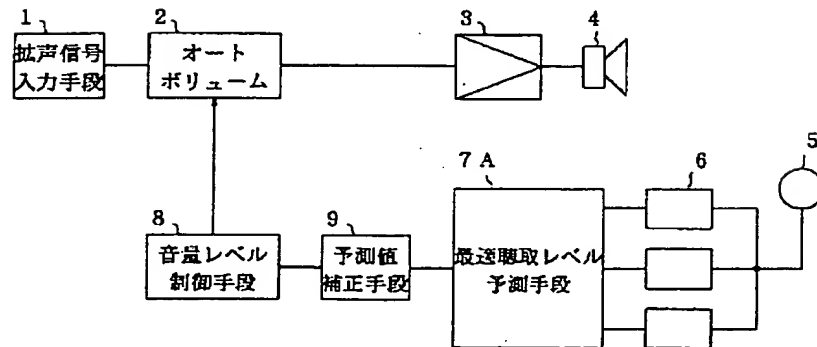 1
拡声信号
入力手段
2
オート
ボリューム
3
4
5
6
7A
最适聴取レベル
予測手段
8
音量レベル
制御手段
9
予測値
補正手段